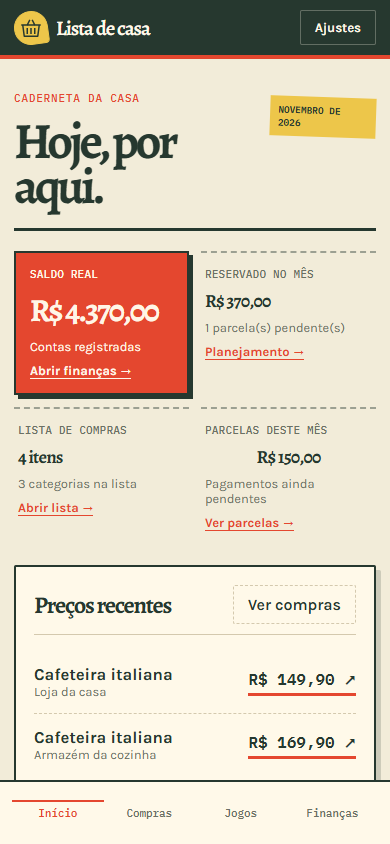 Lista de casa
Ajustes
CADERNETA DA CASA
Hoje, por
aqui.
NOVEMBRO DE
2026
SALDO REAL
R$ 4.370,00
Contas registradas
Abrir finanças →
RESERVADO NO MÊS
R$ 370,00
1 parcela(s) pendente(s)
Planejamento →
LISTA DE COMPRAS
4 itens
3 categorias na lista
Abrir lista →
PARCELAS DESTE MÊS
R$ 150,00
Pagamentos ainda
pendentes
Ver parcelas →
Preços recentes
Ver compras
Cafeteira italiana
Loja da casa
R$ 149,90 ↗
Cafeteira italiana
Armazém da cozinha
R$ 169,90 ↗
Início
Compras
Jogos
Finanças